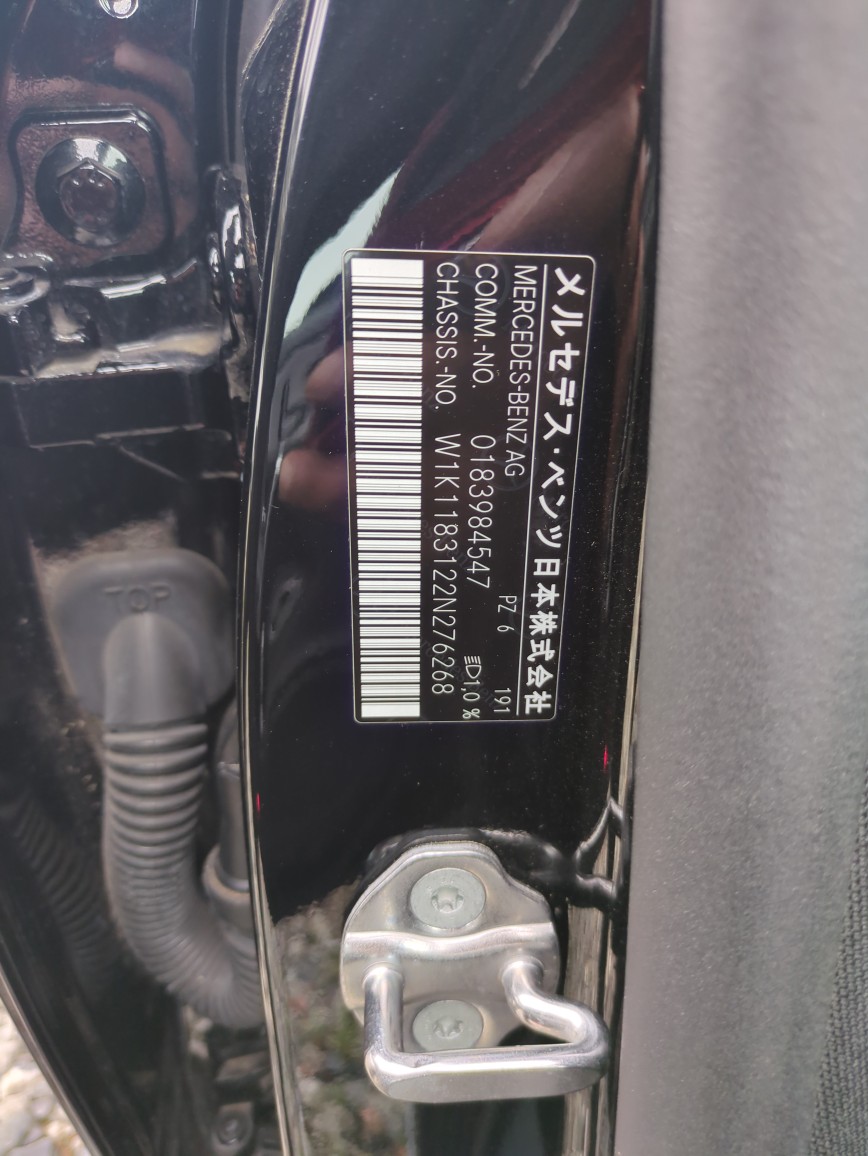 メルセデス・ベンツ日本株式会社
MERCEDES-BENZ AG PZ 6 191
COMM.-NO. 0183984547 1,0 %
CHASSIS.-NO. W1K1183122N276268
TOP